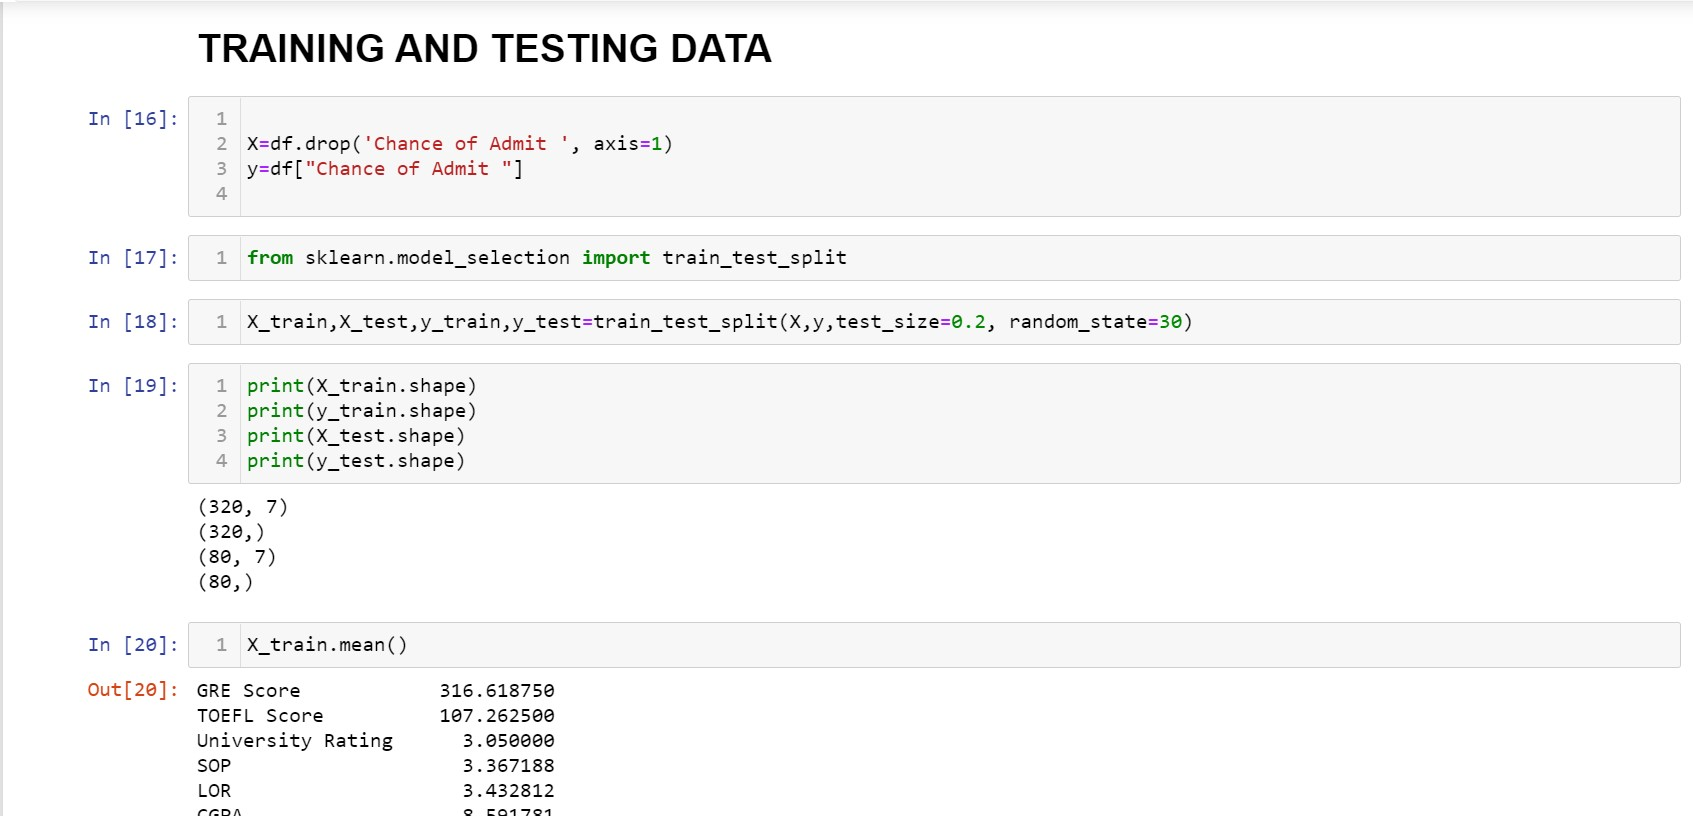 TRAINING AND TESTING DATA
In [16]:
1
2 X=df.drop('Chance of Admit ', axis=1)
3 y=df["Chance of Admit "]
4
In [17]:
1 from sklearn.model_selection import train_test_split
In [18]:
1 X_train,X_test,y_train,y_test=train_test_split(X,y,test_size=0.2, random_state=30)
In [19]:
1 print(X_train.shape)
2 print(y_train.shape)
3 print(X_test.shape)
4 print(y_test.shape)
(320, 7)
(320,)
(80, 7)
(80,)
In [20]:
1 X_train.mean()
Out[20]:
GRE Score 316.618750
TOEFL Score 107.262500
University Rating 3.050000
SOP 3.367188
LOR 3.432812
CGPA 8.591781